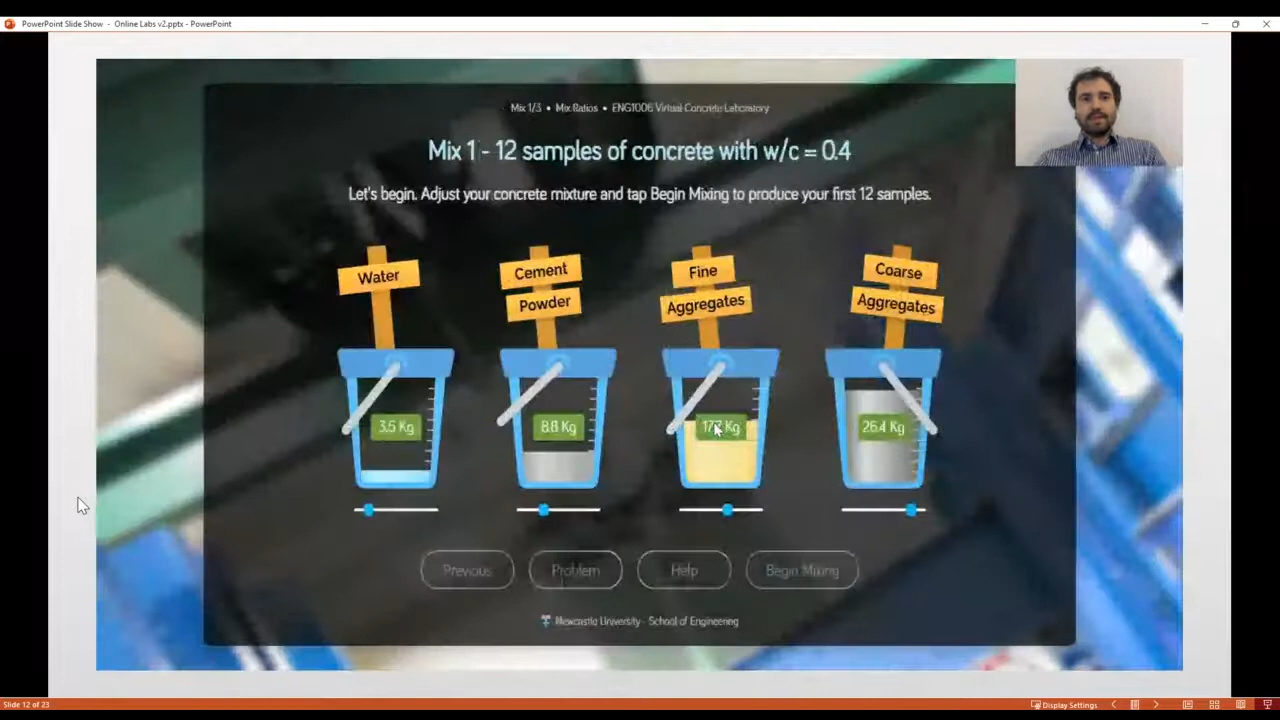 PowerPoint Slide Show - Online Labs v2.pptx - PowerPoint
Mix 1/3 • Mix Ratios • ENG1006 Virtual Concrete Laboratory
Mix 1 - 12 samples of concrete with w/c = 0.4
Let's begin. Adjust your concrete mixture and tap Begin Mixing to produce your first 12 samples.
Water
Cement
Powder
Fine
Aggregates
Coarse
Aggregates
3.5 Kg
8.8 Kg
Kg
26.4 Kg
Previous
Problem
Help
Begin Mixing
Newcastle University - School of Engineering
Slide 12 of 23
Display Settings